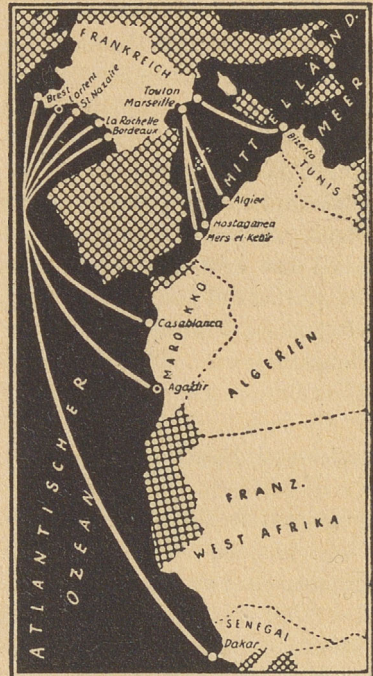 FRANKREICH
Brest
Lorient
St Nazaire
La Rochelle
Bordeaux
Toulon
Marseille
MITTELLÄND.
MEER
Bizerta
TUNIS
Algier
Mostaganem
Mers el-Kebir
Casablanca
MAROKKO
Agadir
ALGERIEN
ATLANTISCHER
OZEAN
FRANZ.
WEST AFRIKA
SENEGAL
Dakar